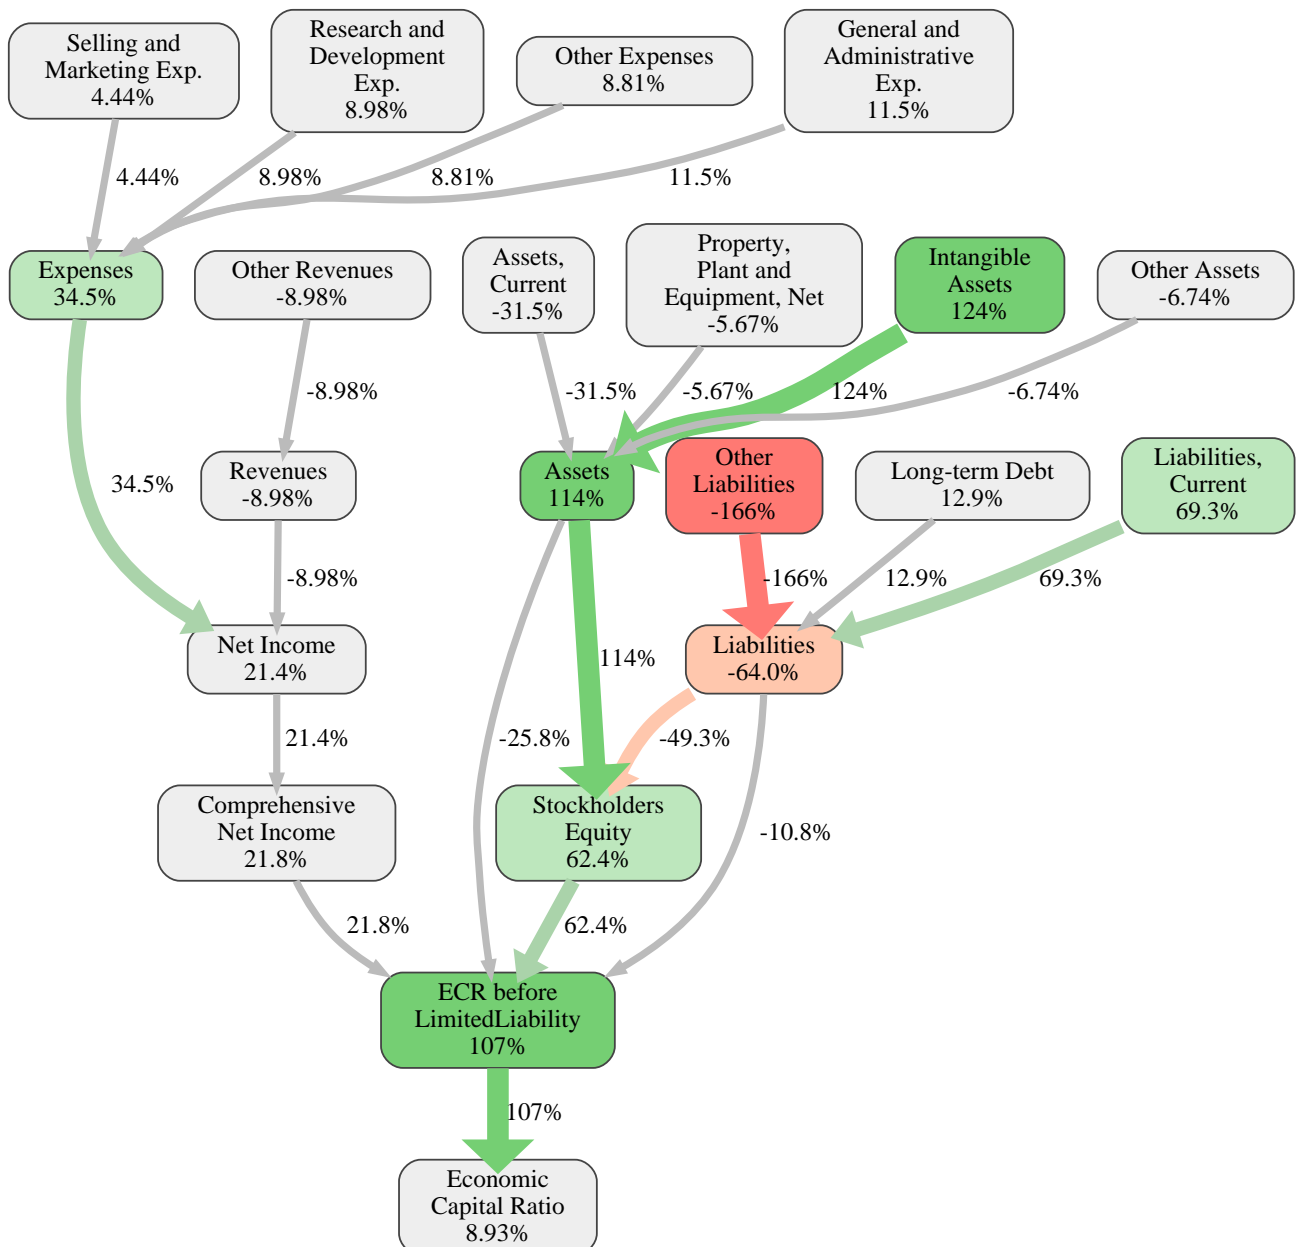 Selling and
Marketing Exp.
4.44%
Research and
Development
Exp.
8.98%
Other Expenses
8.81%
General and
Administrative
Exp.
11.5%
4.44%
8.98%
8.81%
11.5%
Expenses
34.5%
Other Revenues
-8.98%
Assets,
Current
-31.5%
Property,
Plant and
Equipment, Net
-5.67%
Intangible
Assets
124%
Other Assets
-6.74%
-8.98%
-31.5%
-5.67%
124%
-6.74%
34.5%
Revenues
-8.98%
Assets
114%
Other
Liabilities
-166%
Long-term Debt
12.9%
Liabilities,
Current
69.3%
-8.98%
-166%
12.9%
69.3%
Net Income
21.4%
114%
Liabilities
-64.0%
21.4%
-25.8%
-49.3%
-10.8%
Comprehensive
Net Income
21.8%
Stockholders
Equity
62.4%
21.8%
62.4%
ECR before
LimitedLiability
107%
107%
Economic
Capital Ratio
8.93%